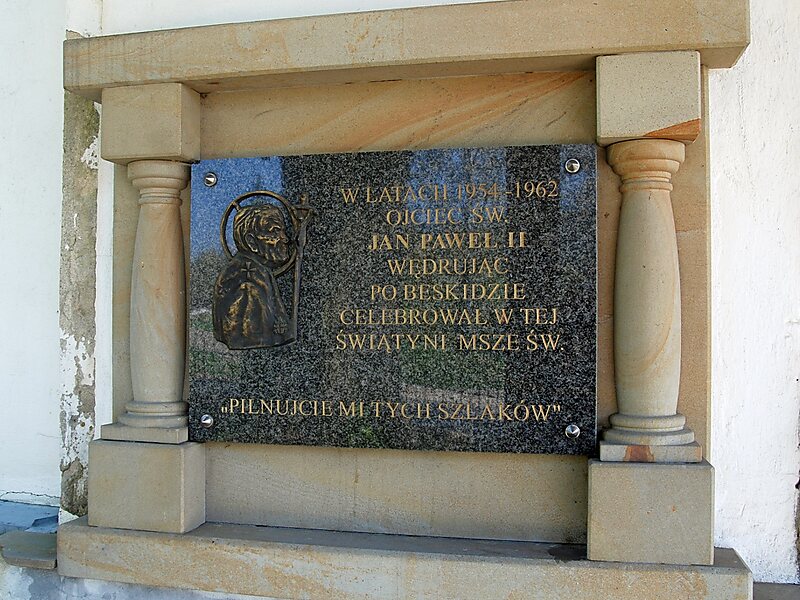 W LATACH 1954-1962
OJCIEC ŚW.
JAN PAWEŁ II
WĘDRUJĄC
PO BESKIDZIE
CELEBROWAŁ W TEJ
ŚWIĄTYNI MSZE ŚW.
„PILNUJCIE MI TYCH SZLAKÓW"